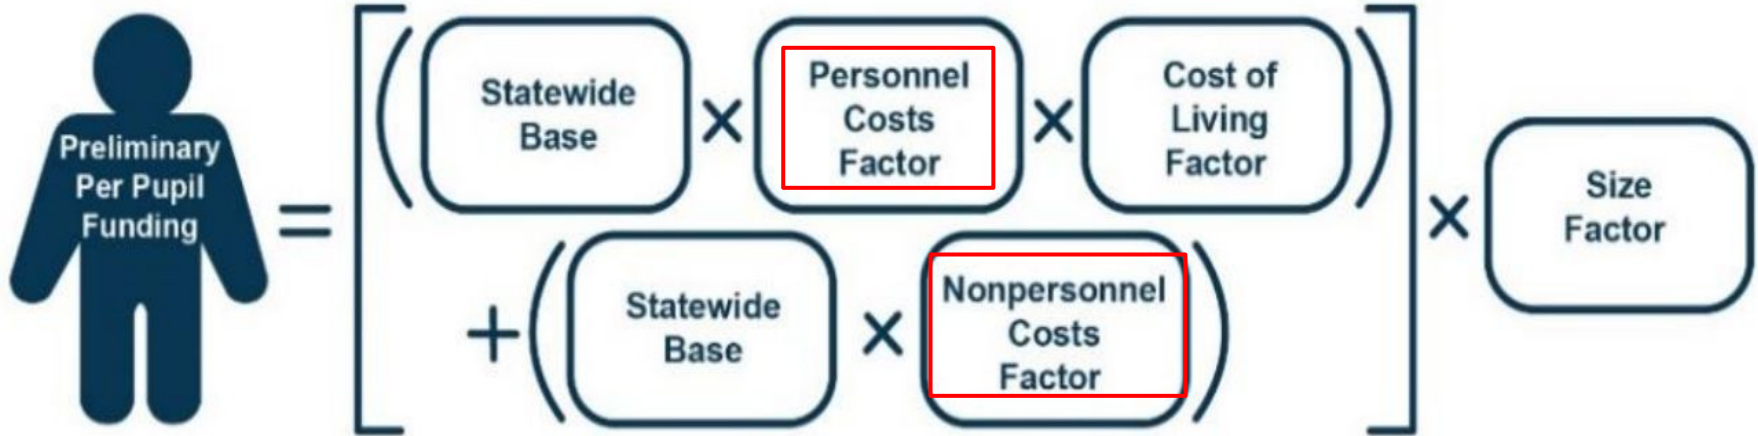 Preliminary
Per Pupil
Funding
=
[
(
Statewide
Base
×
Personnel
Costs
Factor
×
Cost of
Living
Factor
)
+
(
Statewide
Base
×
Nonpersonnel
Costs
Factor
)
]
×
Size
Factor